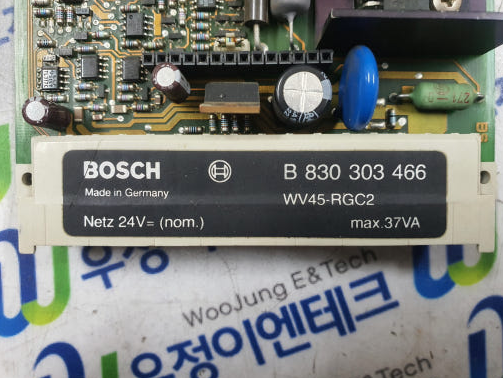 BOSCH
B 830 303 466
Made in Germany
WV45-RGC2
Netz 24V= (nom.)
max.37VA
WooJung E&Tech
우정이엔테크